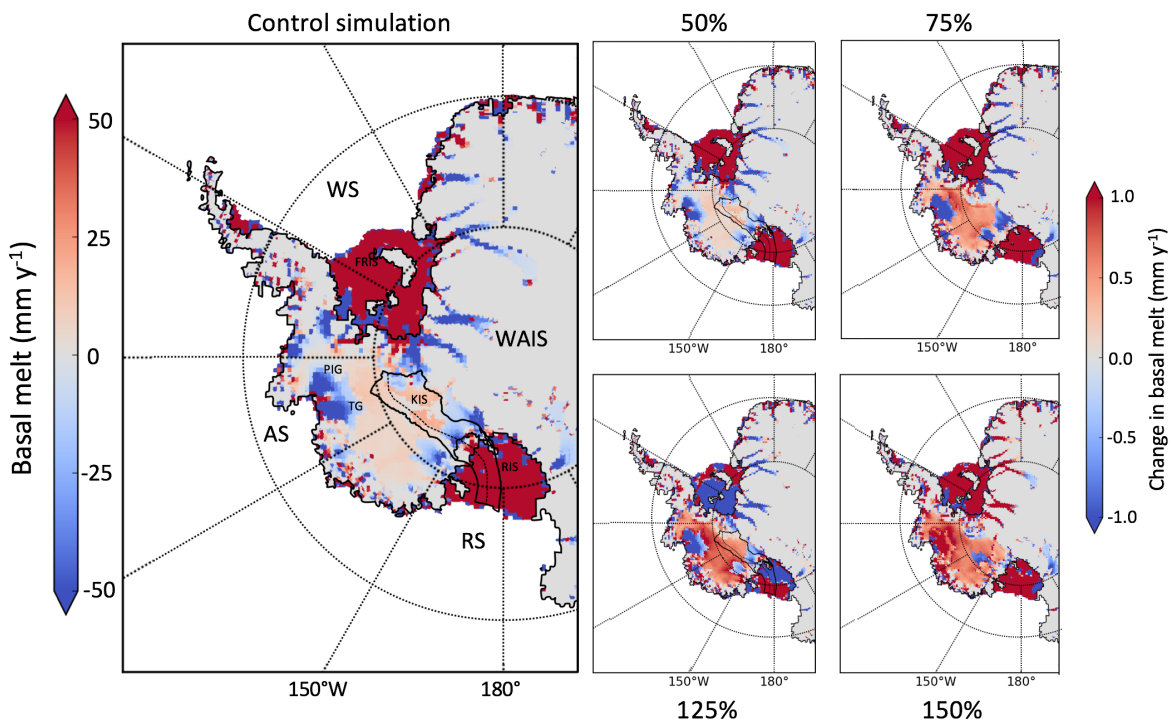 Control simulation
50%
75%
Basal melt (mm y⁻¹)
50
25
0
-25
-50
WS
FRIS
WAIS
PIG
TG
KIS
AS
RIS
RS
150°W
180°
150°W
180°
150°W
180°
Change in basal melt (mm y⁻¹)
1.0
0.5
0.0
-0.5
-1.0
150°W
180°
150°W
180°
125%
150%